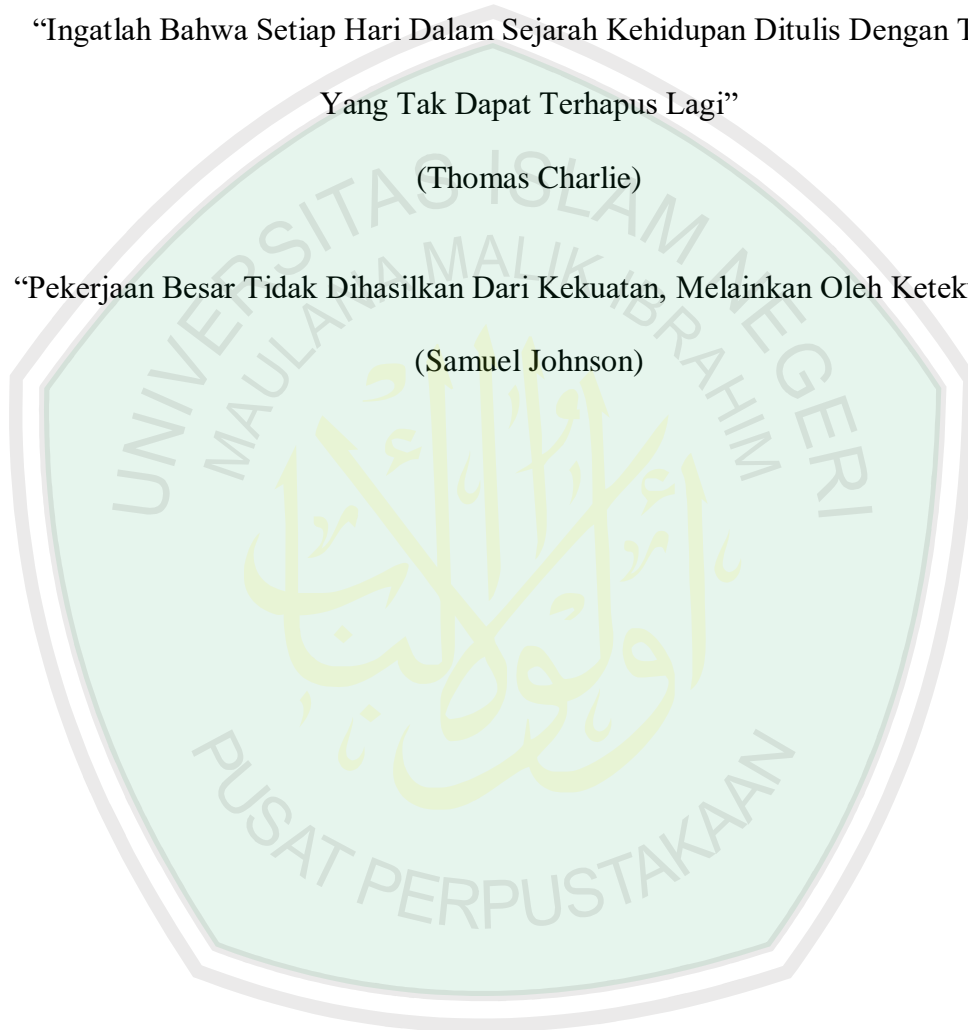 “Ingatlah Bahwa Setiap Hari Dalam Sejarah Kehidupan Ditulis Dengan T
Yang Tak Dapat Terhapus Lagi”
(Thomas Charlie)
“Pekerjaan Besar Tidak Dihasilkan Dari Kekuatan, Melainkan Oleh Ketek
(Samuel Johnson)
UNIVERSITAS ISLAM NEGERI
MAULANA MALIK IBRAHIM
PUSAT PERPUSTAKAAN